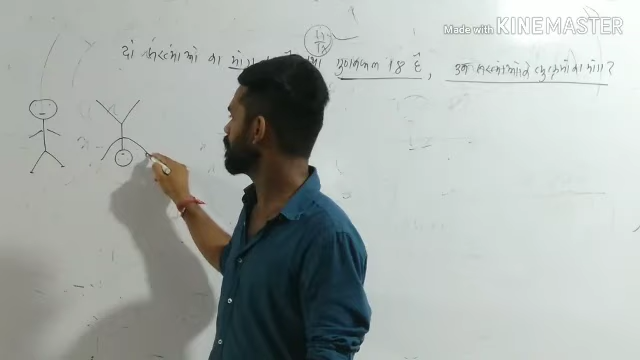 Made with KINEMASTER
दो संख्याओं का योग गुणनफल 18 है, उन संख्याओं के व्युत्क्रमों का योग?